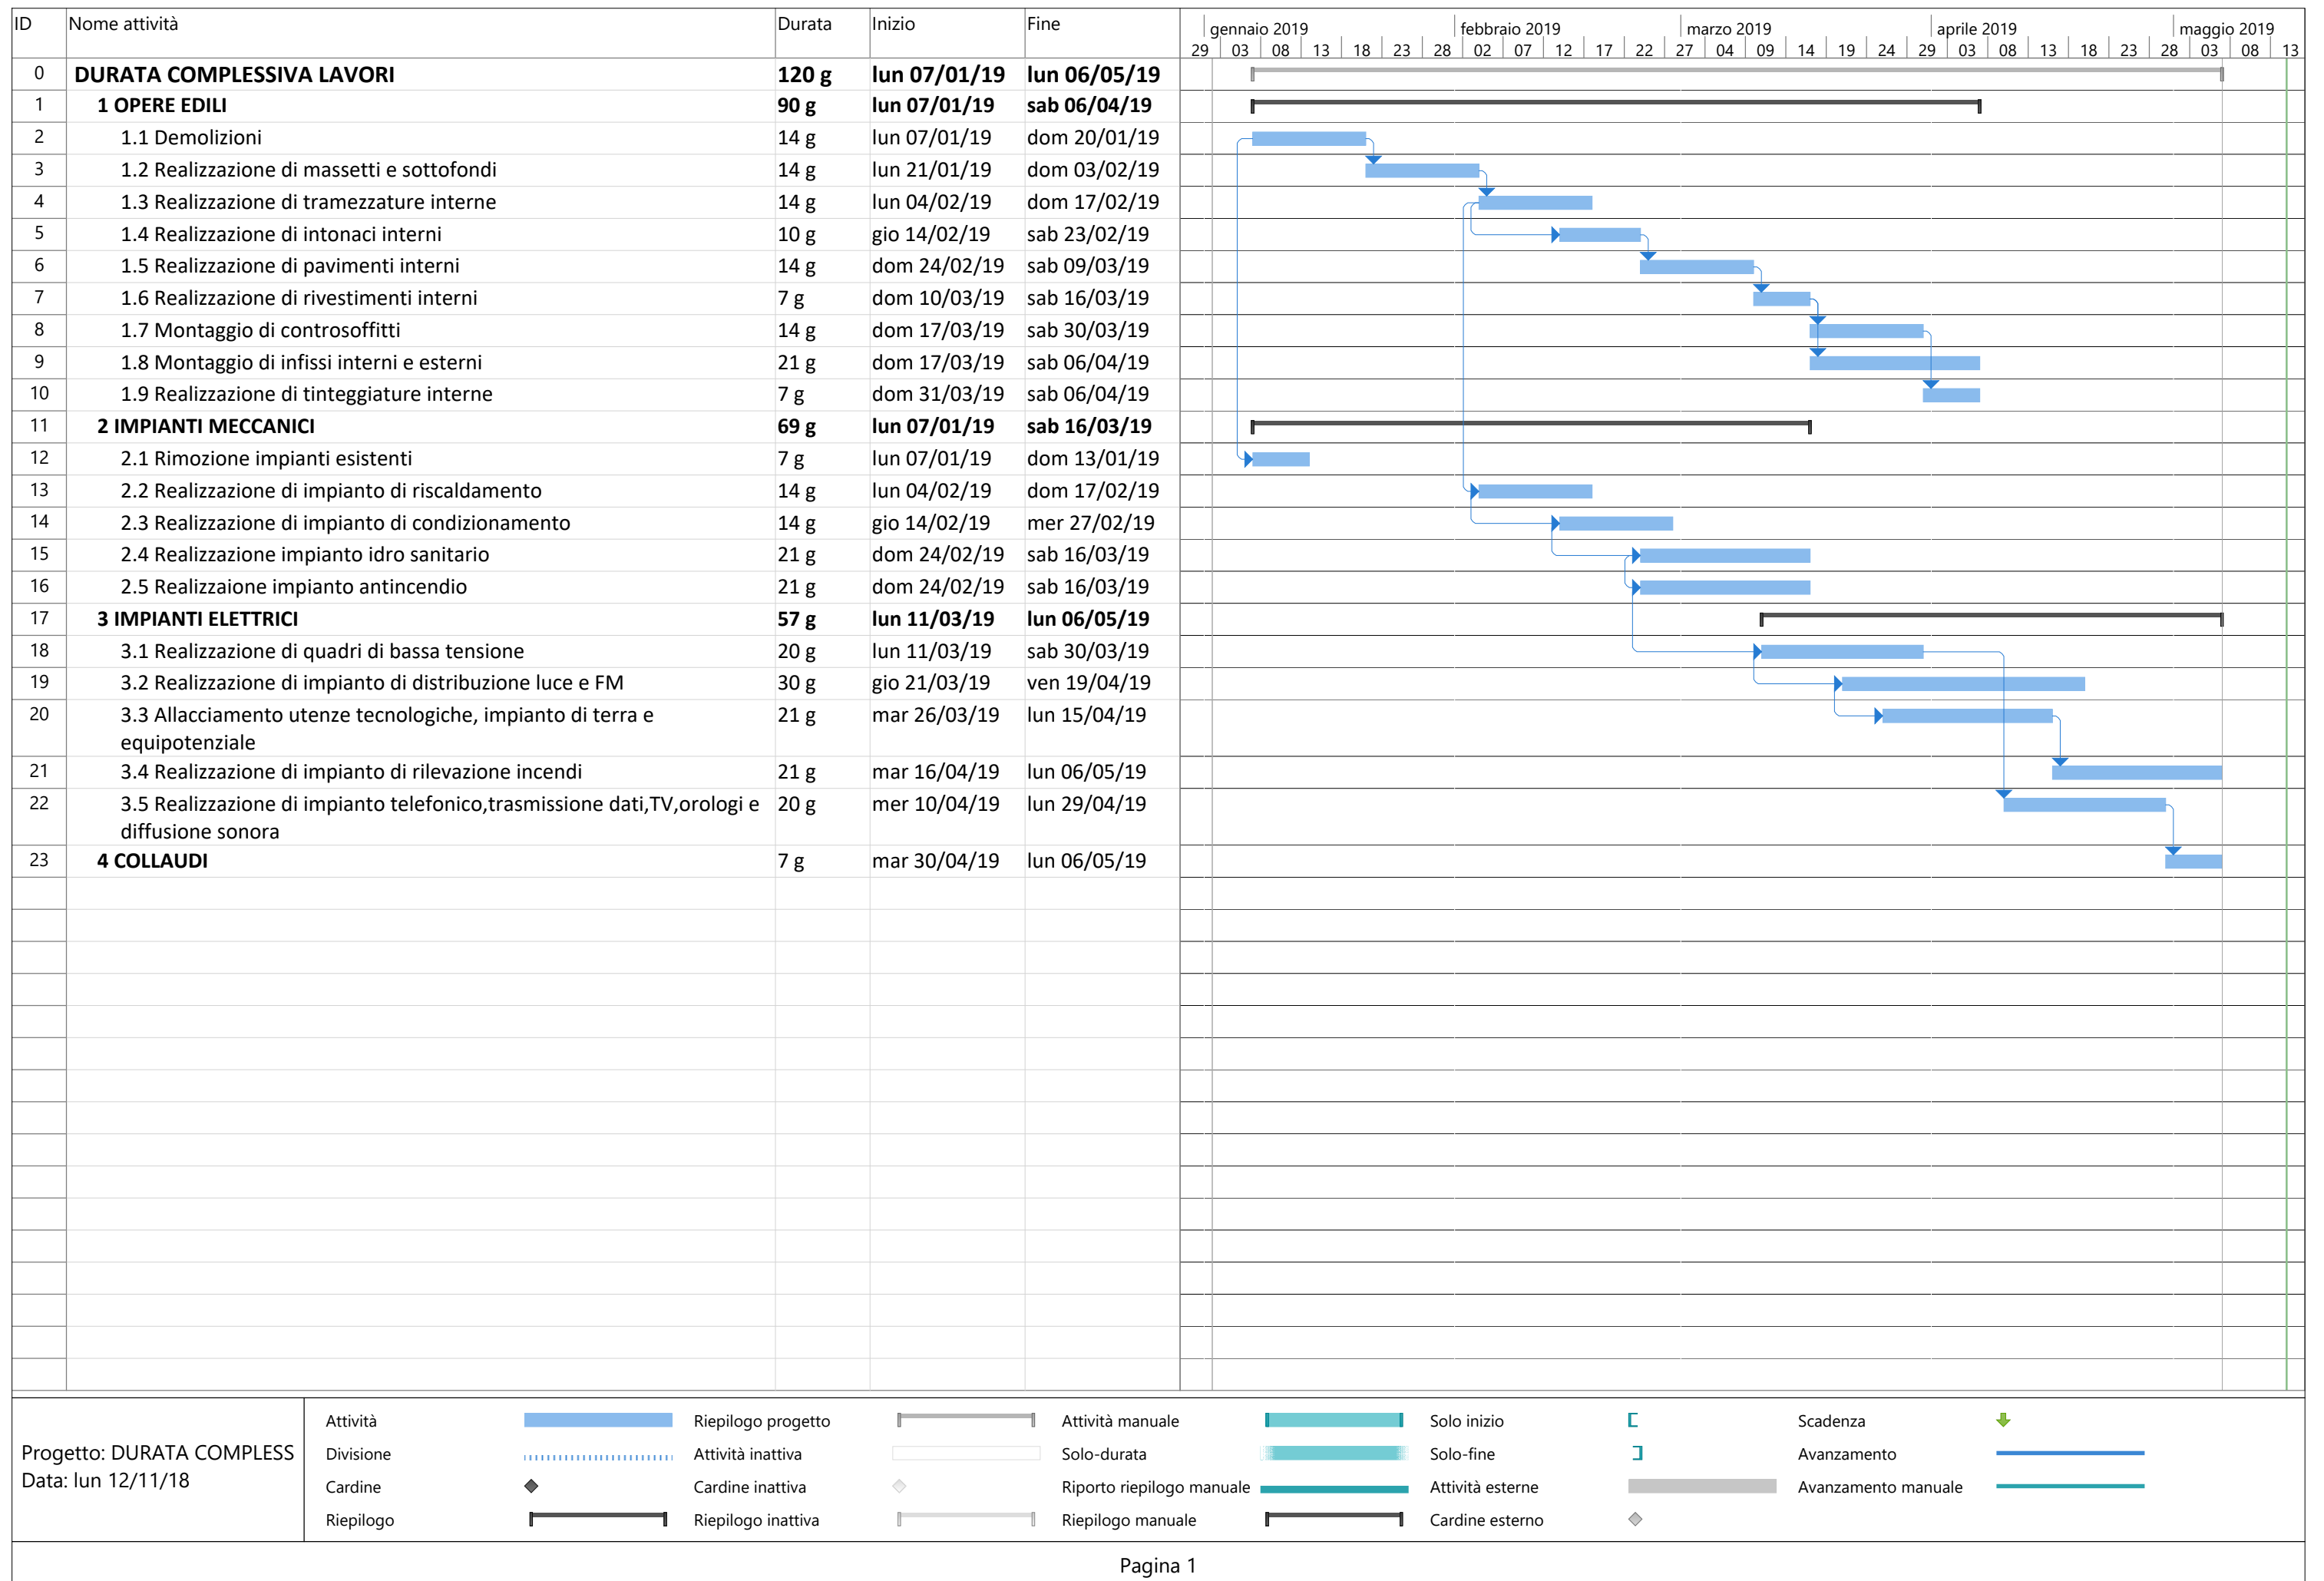 ID Nome attività Durata Inizio Fine
gennaio 2019 febbraio 2019 marzo 2019 aprile 2019 maggio 2019
29 03 08 13 18 23 28 02 07 12 17 22 27 04 09 14 19 24 29 03 08 13 18 23 28 03 08 13
0 DURATA COMPLESSIVA LAVORI 120 g lun 07/01/19 lun 06/05/19
1 1 OPERE EDILI 90 g lun 07/01/19 sab 06/04/19
2 1.1 Demolizioni 14 g lun 07/01/19 dom 20/01/19
3 1.2 Realizzazione di massetti e sottofondi 14 g lun 21/01/19 dom 03/02/19
4 1.3 Realizzazione di tramezzature interne 14 g lun 04/02/19 dom 17/02/19
5 1.4 Realizzazione di intonaci interni 10 g gio 14/02/19 sab 23/02/19
6 1.5 Realizzazione di pavimenti interni 14 g dom 24/02/19 sab 09/03/19
7 1.6 Realizzazione di rivestimenti interni 7 g dom 10/03/19 sab 16/03/19
8 1.7 Montaggio di controsoffitti 14 g dom 17/03/19 sab 30/03/19
9 1.8 Montaggio di infissi interni e esterni 21 g dom 17/03/19 sab 06/04/19
10 1.9 Realizzazione di tinteggiature interne 7 g dom 31/03/19 sab 06/04/19
11 2 IMPIANTI MECCANICI 69 g lun 07/01/19 sab 16/03/19
12 2.1 Rimozione impianti esistenti 7 g lun 07/01/19 dom 13/01/19
13 2.2 Realizzazione di impianto di riscaldamento 14 g lun 04/02/19 dom 17/02/19
14 2.3 Realizzazione di impianto di condizionamento 14 g gio 14/02/19 mer 27/02/19
15 2.4 Realizzazione impianto idro sanitario 21 g dom 24/02/19 sab 16/03/19
16 2.5 Realizzaione impianto antincendio 21 g dom 24/02/19 sab 16/03/19
17 3 IMPIANTI ELETTRICI 57 g lun 11/03/19 lun 06/05/19
18 3.1 Realizzazione di quadri di bassa tensione 20 g lun 11/03/19 sab 30/03/19
19 3.2 Realizzazione di impianto di distribuzione luce e FM 30 g gio 21/03/19 ven 19/04/19
20 3.3 Allacciamento utenze tecnologiche, impianto di terra e 21 g mar 26/03/19 lun 15/04/19
equipotenziale
21 3.4 Realizzazione di impianto di rilevazione incendi 21 g mar 16/04/19 lun 06/05/19
22 3.5 Realizzazione di impianto telefonico,trasmissione dati,TV,orologi e 20 g mer 10/04/19 lun 29/04/19
diffusione sonora
23 4 COLLAUDI 7 g mar 30/04/19 lun 06/05/19
Progetto: DURATA COMPLESS
Data: lun 12/11/18
Attività Riepilogo progetto Attività manuale Solo inizio Scadenza
Divisione Attività inattiva Solo-durata Solo-fine Avanzamento
Cardine Cardine inattiva Riporto riepilogo manuale Attività esterne Avanzamento manuale
Riepilogo Riepilogo inattiva Riepilogo manuale Cardine esterno
Pagina 1